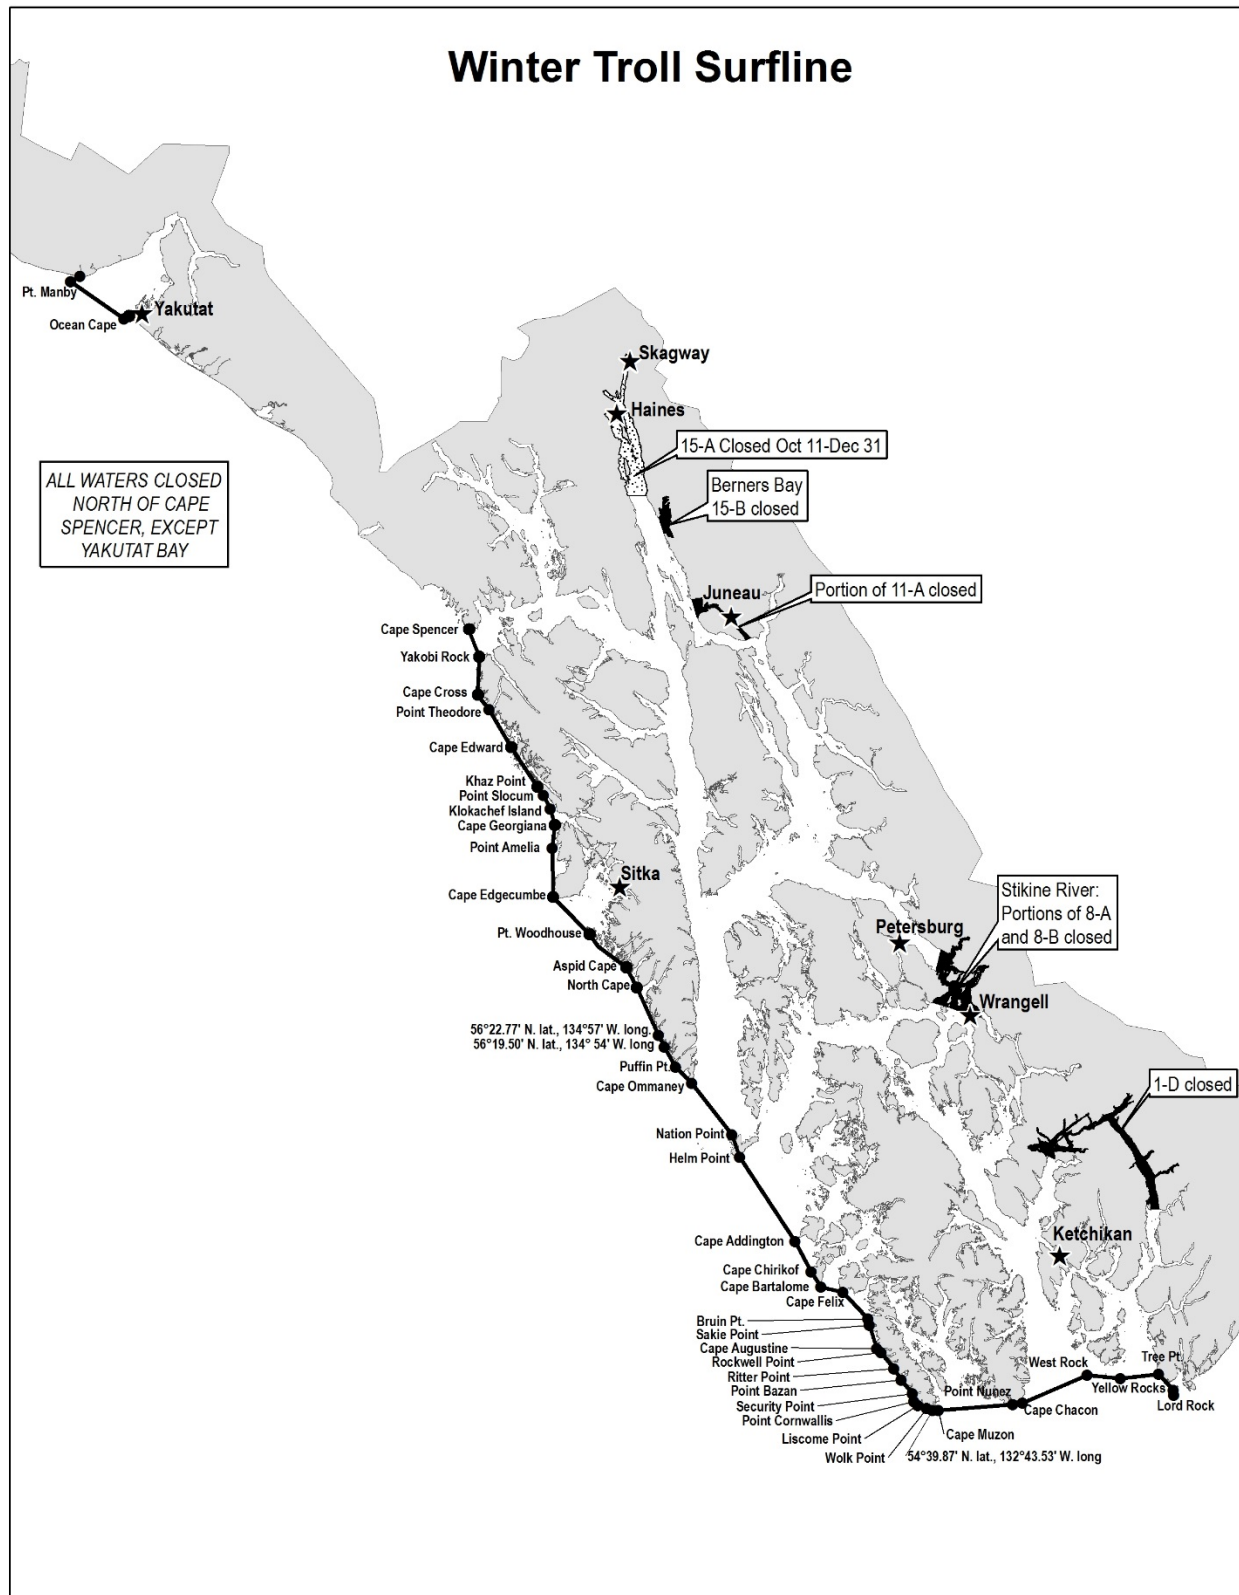 Winter Troll Surfline
Pt. Manby
Ocean Cape
Yakutat
Skagway
Haines
15-A Closed Oct 11-Dec 31
ALL WATERS CLOSED
NORTH OF CAPE
SPENCER, EXCEPT
YAKUTAT BAY
Berners Bay
15-B closed
Juneau
Portion of 11-A closed
Cape Spencer
Yakobi Rock
Cape Cross
Point Theodore
Cape Edward
Khaz Point
Point Slocum
Klokachef Island
Cape Georgiana
Point Amelia
Sitka
Cape Edgecumbe
Stikine River:
Portions of 8-A
and 8-B closed
Petersburg
Pt. Woodhouse
Aspid Cape
North Cape
Wrangell
56°22.77' N. lat., 134°57' W. long.
56°19.50' N. lat., 134° 54' W. long
Puffin Pt.
Cape Ommaney
1-D closed
Nation Point
Helm Point
Ketchikan
Cape Addington
Cape Chirikof
Cape Bartalome
Cape Felix
Bruin Pt.
Sakie Point
Cape Augustine
Rockwell Point
Ritter Point
Point Bazan
Security Point
Point Cornwallis
Liscome Point
Wolk Point
54°39.87' N. lat., 132°43.53' W. long
Cape Muzon
Point Nunez
Cape Chacon
West Rock
Yellow Rocks
Tree Pt.
Lord Rock